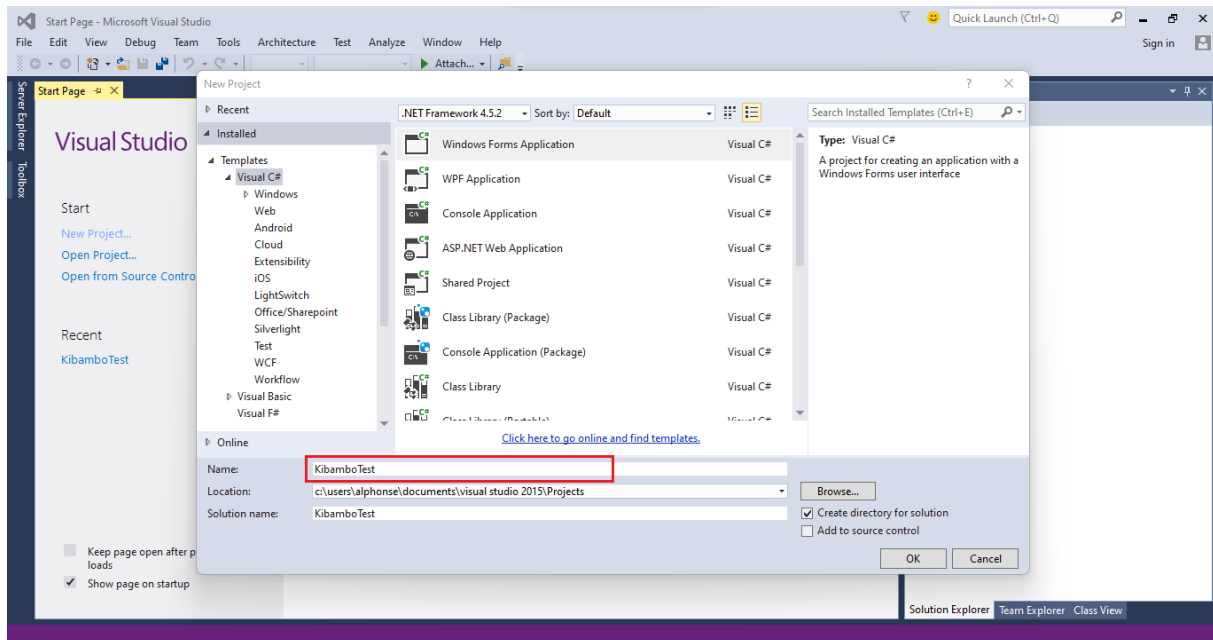 Start Page - Microsoft Visual Studio
Quick Launch (Ctrl+Q)
File Edit View Debug Team Tools Architecture Test Analyze Window Help
Sign in
Attach...
Server Explorer
Toolbox
Start Page
Visual Studio
Start
New Project...
Open Project...
Open from Source Contro
Recent
KibamboTest
Keep page open after p
loads
Show page on startup
New Project
? 
Recent
Installed
Templates
Visual C#
Windows
Web
Android
Cloud
Extensibility
iOS
LightSwitch
Office/Sharepoint
Silverlight
Test
WCF
Workflow
Visual Basic
Visual F#
Online
.NET Framework 4.5.2 Sort by: Default
Windows Forms Application Visual C#
WPF Application Visual C#
Console Application Visual C#
ASP.NET Web Application Visual C#
Shared Project Visual C#
Class Library (Package) Visual C#
Console Application (Package) Visual C#
Class Library Visual C#
Class Library (Portable) Visual C#
Click here to go online and find templates.
Search Installed Templates (Ctrl+E)
Type: Visual C#
A project for creating an application with a
Windows Forms user interface
Name: KibamboTest
Location: c:\users\alphonse\documents\visual studio 2015\Projects
Solution name: KibamboTest
Browse...
Create directory for solution
Add to source control
OK Cancel
Solution Explorer Team Explorer Class View